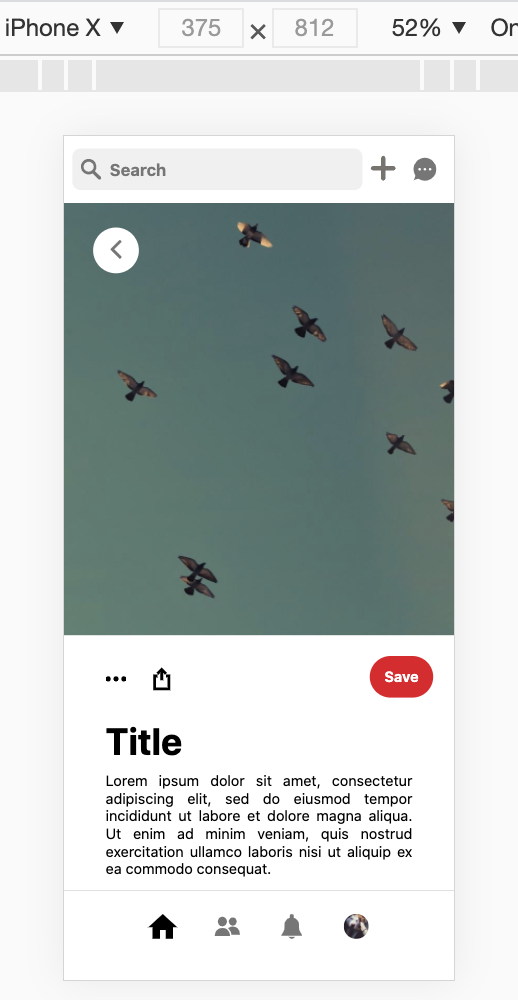 iPhone X ▼ 375 × 812 52% ▼ On
Search
Save
Title
Lorem ipsum dolor sit amet, consectetur
adipiscing elit, sed do eiusmod tempor
incididunt ut labore et dolore magna aliqua.
Ut enim ad minim veniam, quis nostrud
exercitation ullamco laboris nisi ut aliquip ex
ea commodo consequat.